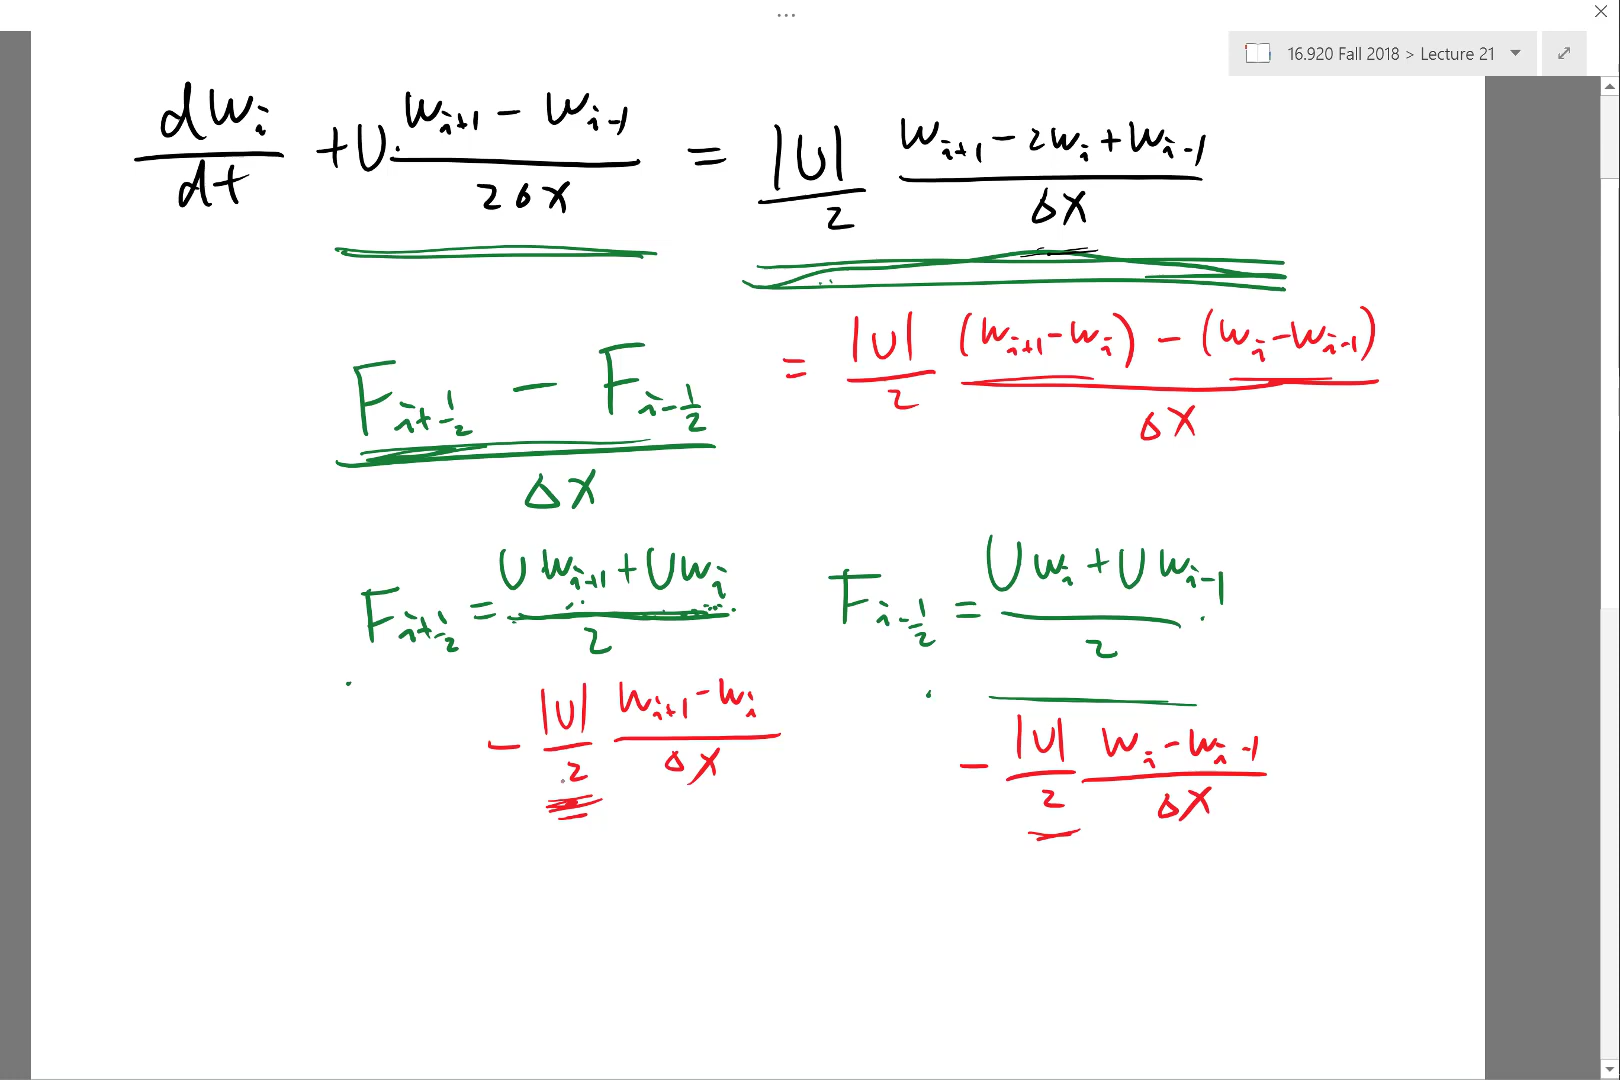 16.920 Fall 2018 > Lecture 21
dw_i/dt + U · (w_{i+1} − w_{i−1})/(2Δx) = |U|/2 (w_{i+1} − 2w_i + w_{i−1})/Δx
= |U|/2 ((w_{i+1} − w_i) − (w_i − w_{i−1}))/Δx
(F_{i+1/2} − F_{i−1/2})/Δx
F_{i+1/2} = (U w_{i+1} + U w_i)/2
− |U|/2 (w_{i+1} − w_i)/Δx
F_{i−1/2} = (U w_i + U w_{i−1})/2
− |U|/2 (w_i − w_{i−1})/Δx